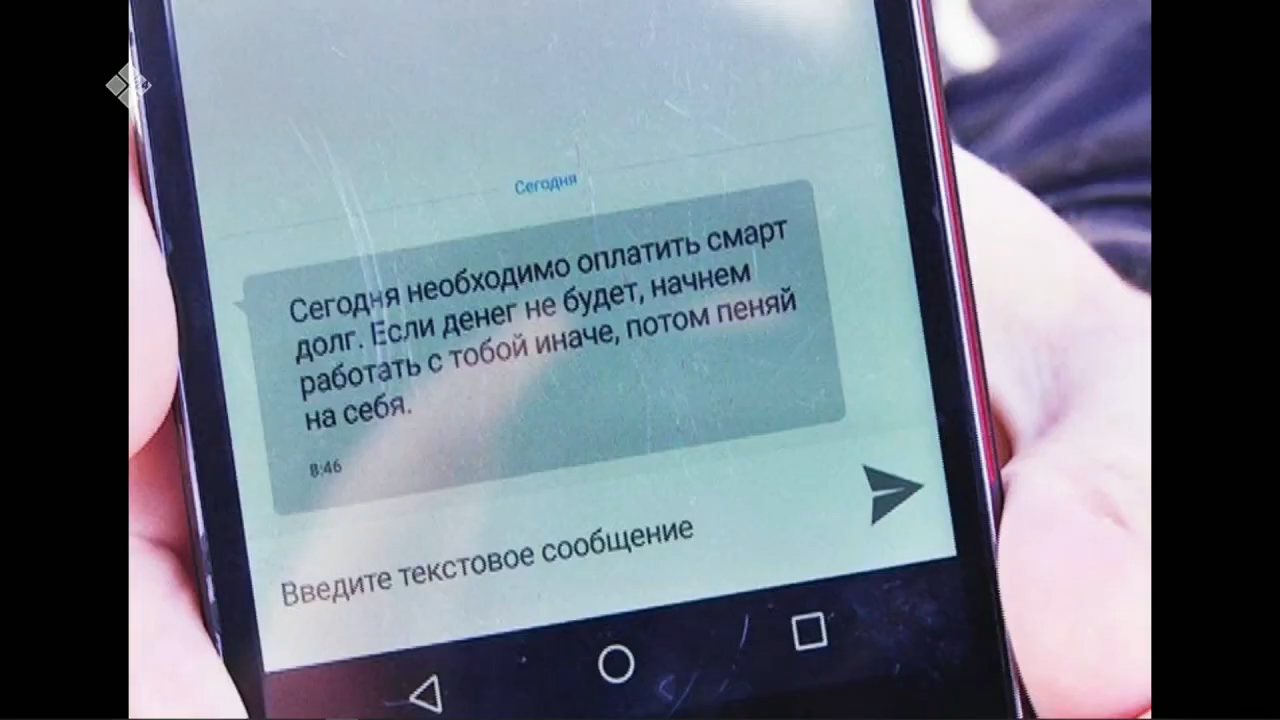 Сегодня
Сегодня необходимо оплатить смарт
долг. Если денег не будет, начнем
работать с тобой иначе, потом пеняй
на себя.
8:46
Введите текстовое сообщение